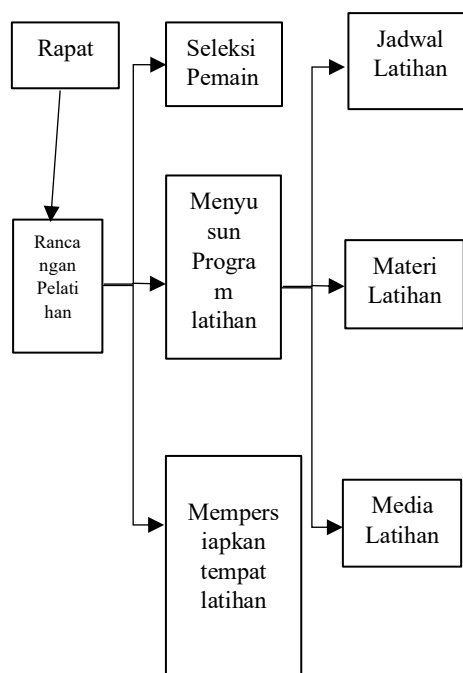 Rapat
Ranca
ngan
Pelati
han
Seleksi
Pemain
Menyu
sun
Progra
m
latihan
Mempers
iapkan
tempat
latihan
Jadwal
Latihan
Materi
Latihan
Media
Latihan